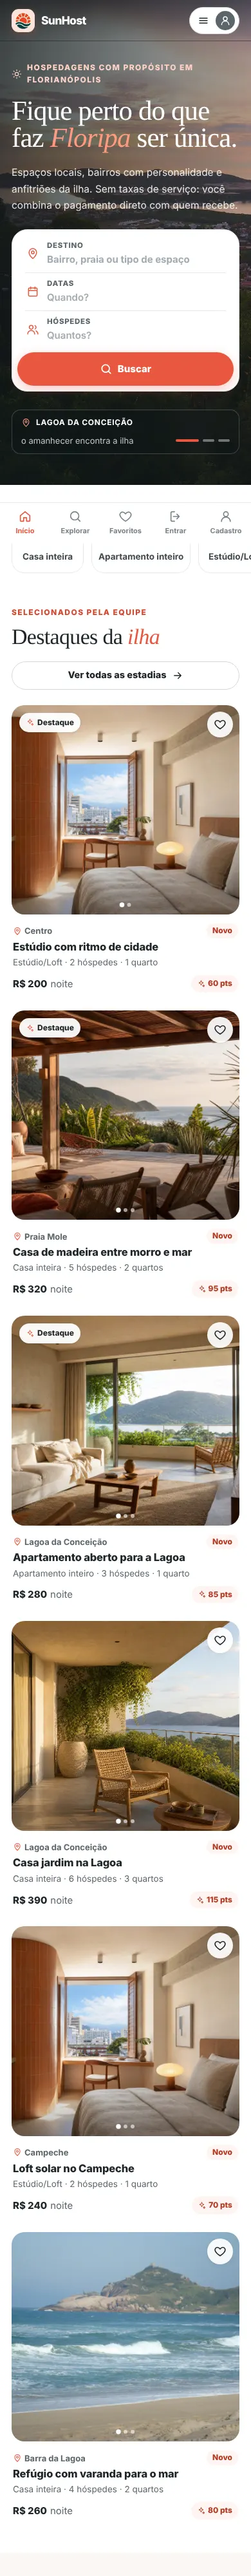 SunHost
HOSPEDAGENS COM PROPÓSITO EM
FLORIANÓPOLIS
Fique perto do que
faz Floripa ser única.
Espaços locais, bairros com personalidade e
anfitriões da ilha. Sem taxas de serviço: você
combina o pagamento direto com quem recebe.
DESTINO
Bairro, praia ou tipo de espaço
DATAS
Quando?
HÓSPEDES
Quantos?
Buscar
LAGOA DA CONCEIÇÃO
o amanhecer encontra a ilha
Início
Explorar
Favoritos
Entrar
Cadastro
Casa inteira
Apartamento inteiro
Estúdio/Lo
SELECIONADOS PELA EQUIPE
Destaques da ilha
Ver todas as estadias →
Destaque
Centro
Novo
Estúdio com ritmo de cidade
Estúdio/Loft · 2 hóspedes · 1 quarto
R$ 200 noite
60 pts
Destaque
Praia Mole
Novo
Casa de madeira entre morro e mar
Casa inteira · 5 hóspedes · 2 quartos
R$ 320 noite
95 pts
Destaque
Lagoa da Conceição
Novo
Apartamento aberto para a Lagoa
Apartamento inteiro · 3 hóspedes · 1 quarto
R$ 280 noite
85 pts
Lagoa da Conceição
Novo
Casa jardim na Lagoa
Casa inteira · 6 hóspedes · 3 quartos
R$ 390 noite
115 pts
Campeche
Novo
Loft solar no Campeche
Estúdio/Loft · 2 hóspedes · 1 quarto
R$ 240 noite
70 pts
Barra da Lagoa
Novo
Refúgio com varanda para o mar
Casa inteira · 4 hóspedes · 2 quartos
R$ 260 noite
80 pts